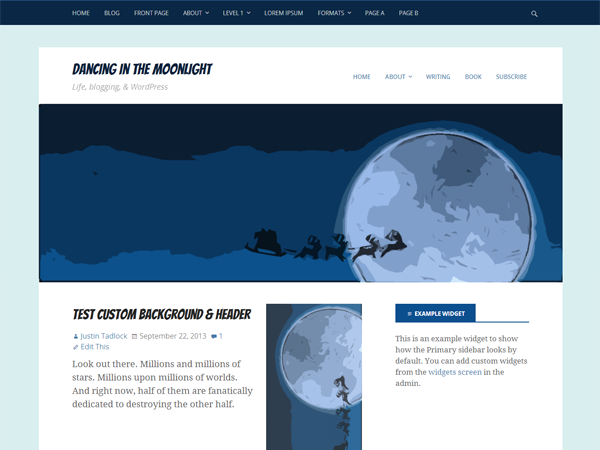 HOME BLOG FRONT PAGE ABOUT LEVEL 1 LOREM IPSUM FORMATS PAGE A PAGE B
DANCING IN THE MOONLIGHT
Life, blogging, & WordPress
HOME ABOUT WRITING BOOK SUBSCRIBE
TEST CUSTOM BACKGROUND & HEADER
Justin Tadlock September 22, 2013 1
Edit This
Look out there. Millions and millions of
stars. Millions upon millions of worlds.
And right now, half of them are fanatically
dedicated to destroying the other half.
EXAMPLE WIDGET
This is an example widget to show
how the Primary sidebar looks by
default. You can add custom widgets
from the widgets screen in the
admin.